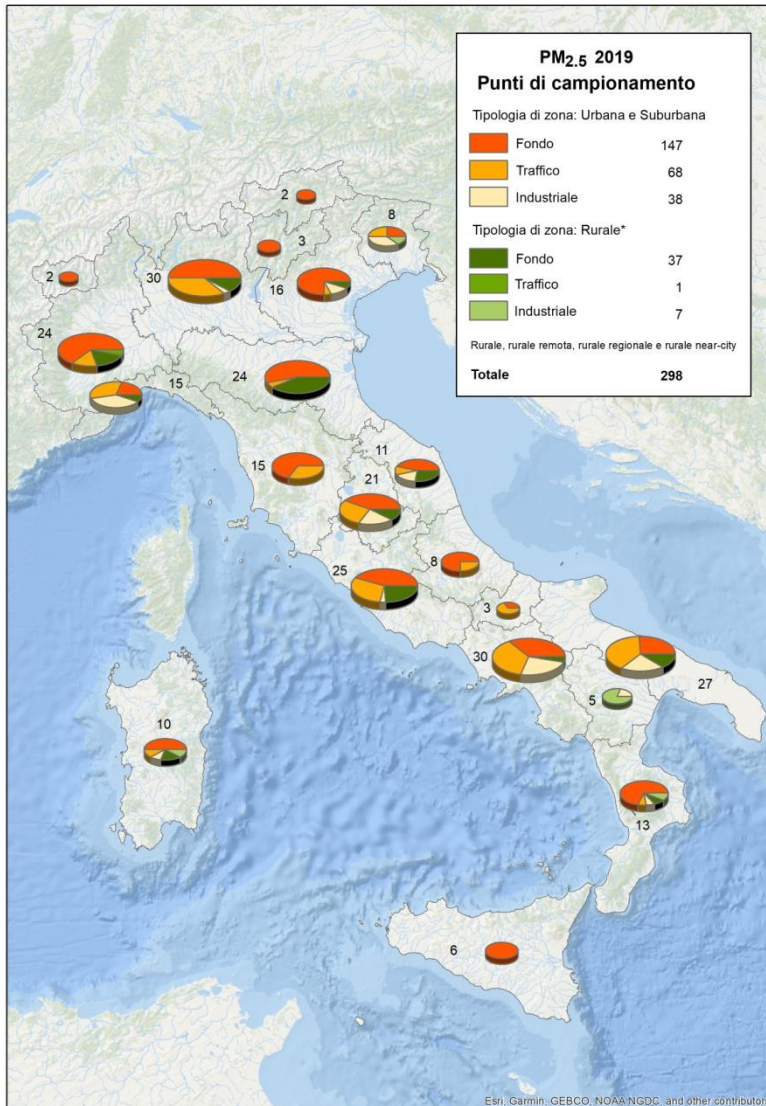 PM2.5 2019
Punti di campionamento
Tipologia di zona: Urbana e Suburbana
Fondo 147
Traffico 68
Industriale 38
Tipologia di zona: Rurale*
Fondo 37
Traffico 1
Industriale 7
Rurale, rurale remota, rurale regionale e rurale near-city
Totale 298
2
8
3
2
30
16
24
15
24
15
11
21
8
25
3
30
27
5
10
13
6
Esri, Garmin, GEBCO, NOAA NGDC, and other contributor